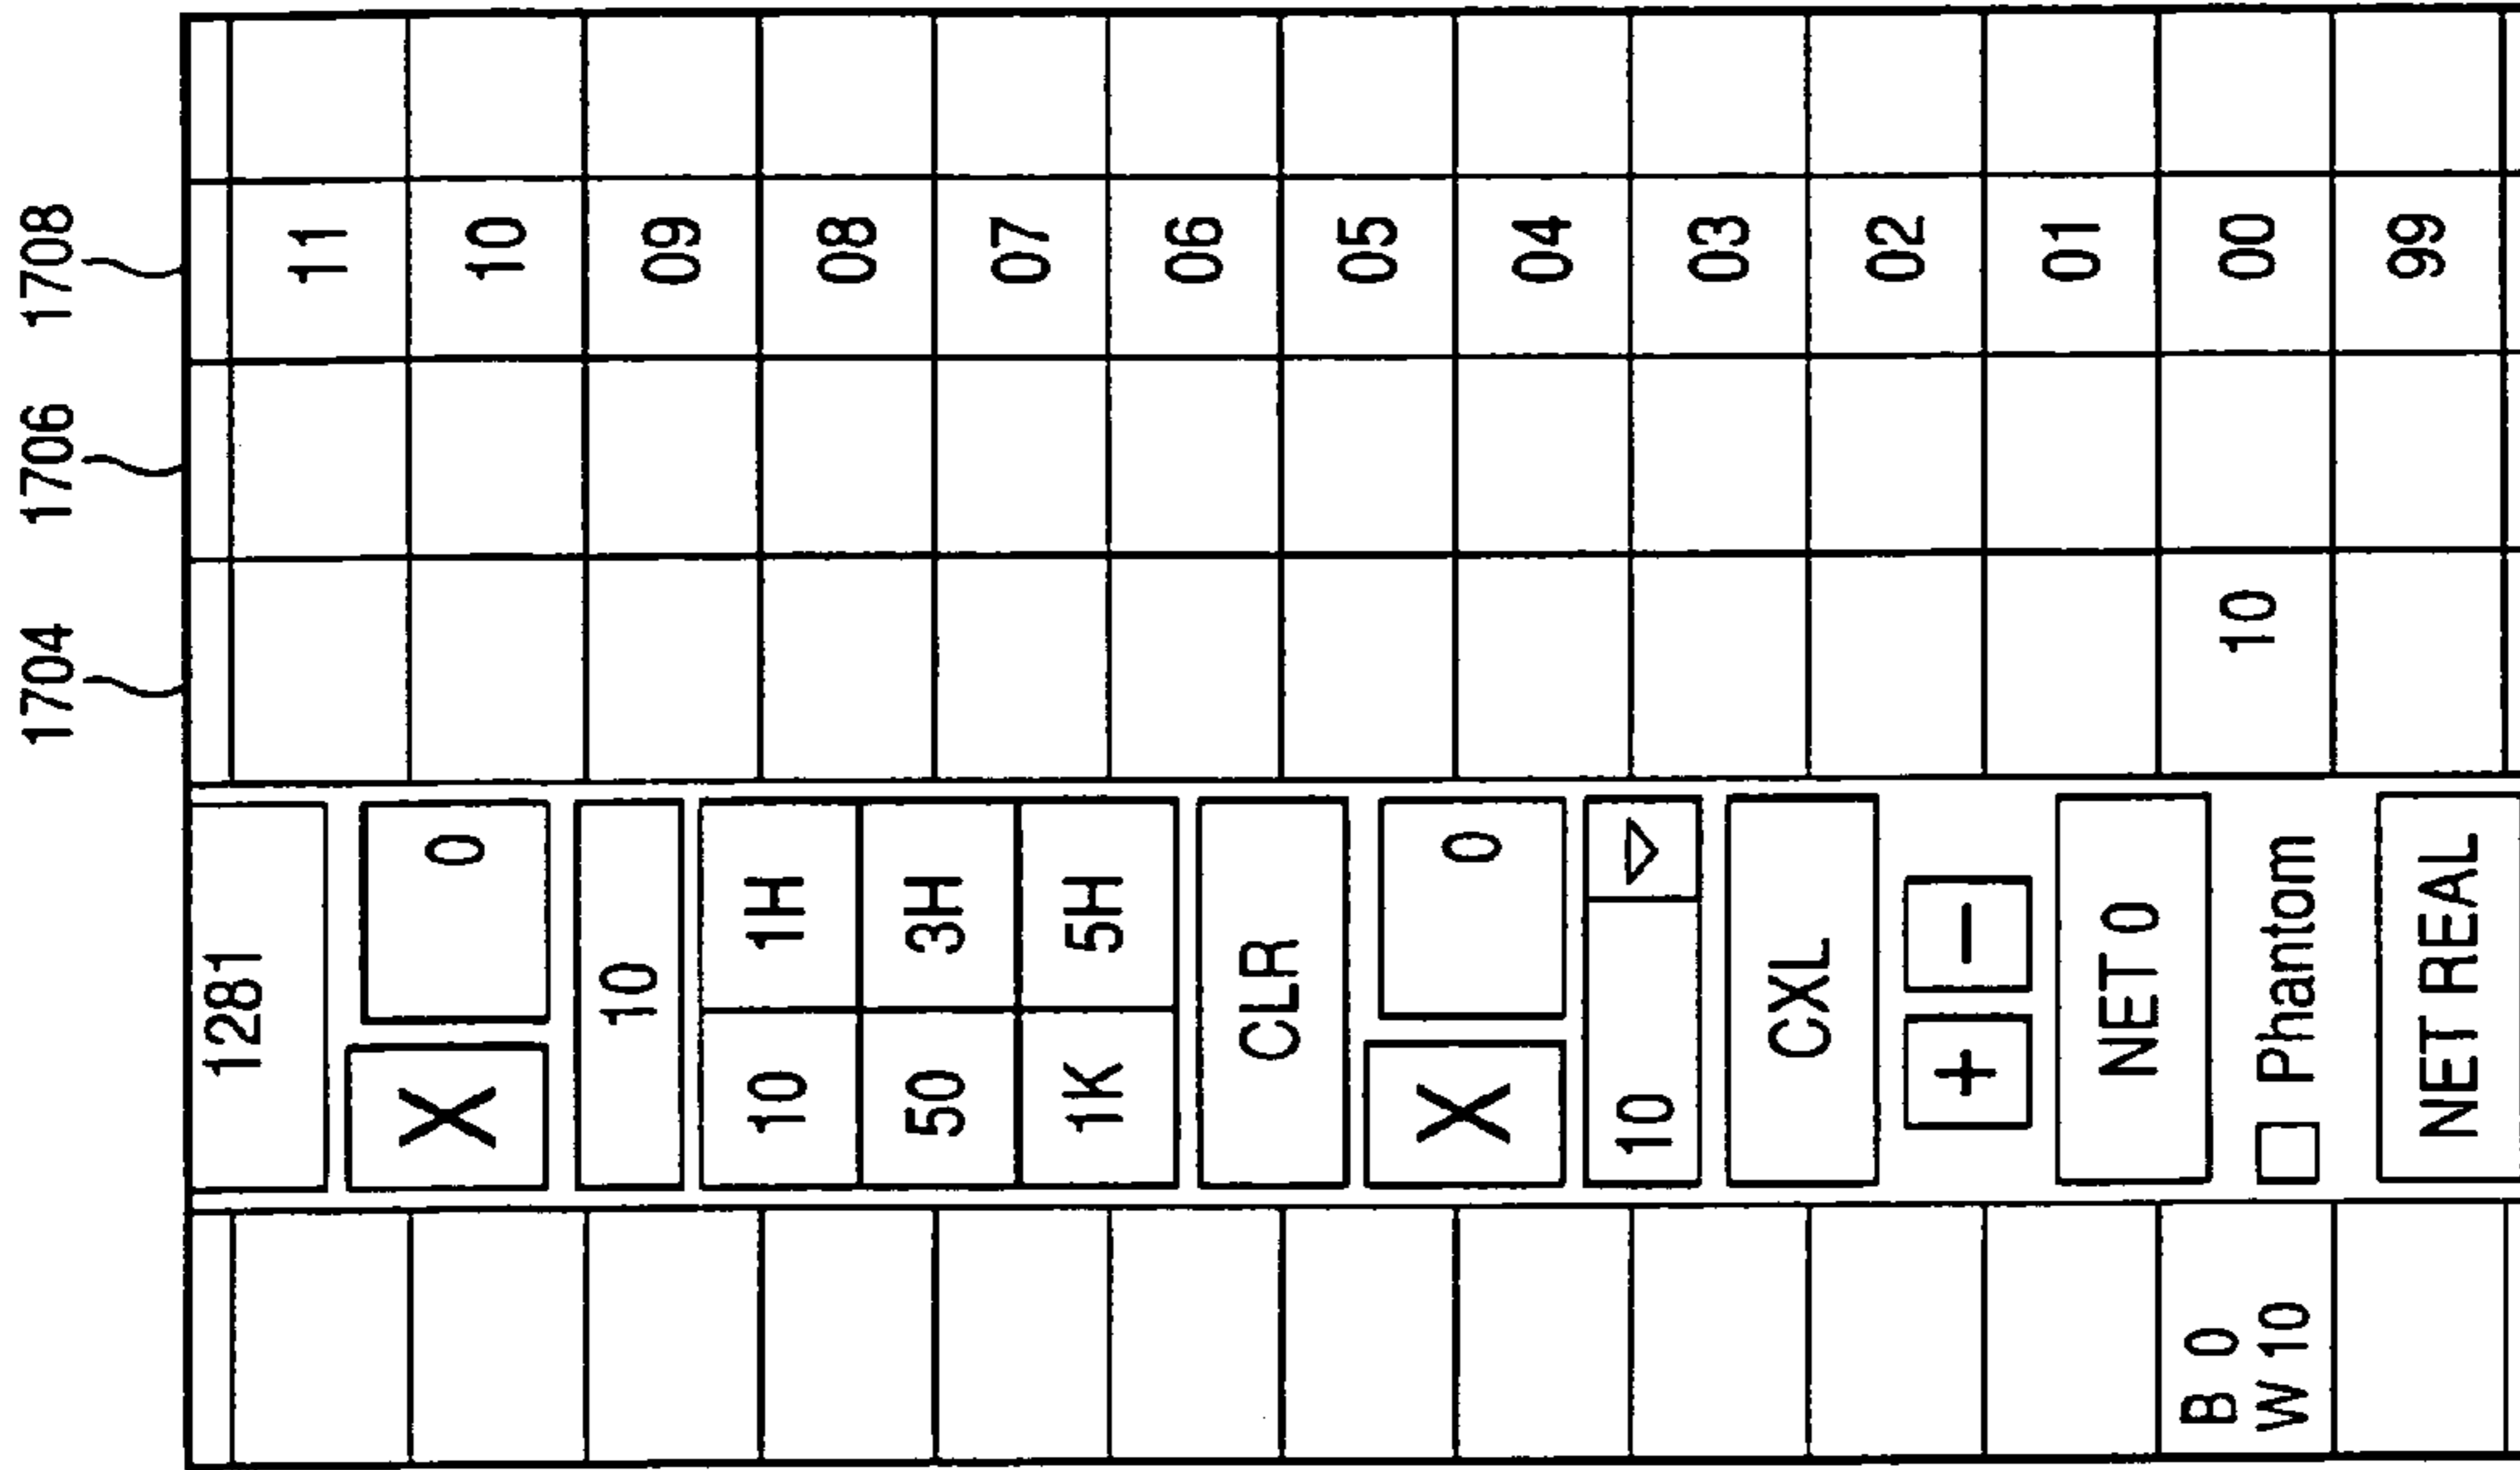 1704 1706 1708
B 0
W 10
1281
X 0
10
10 1H
50 3H
1K 5H
CLR
X 0
10
CXL
+ −
NET 0
Phantom
NET REAL
10
11
10
09
08
07
06
05
04
03
02
01
00
99